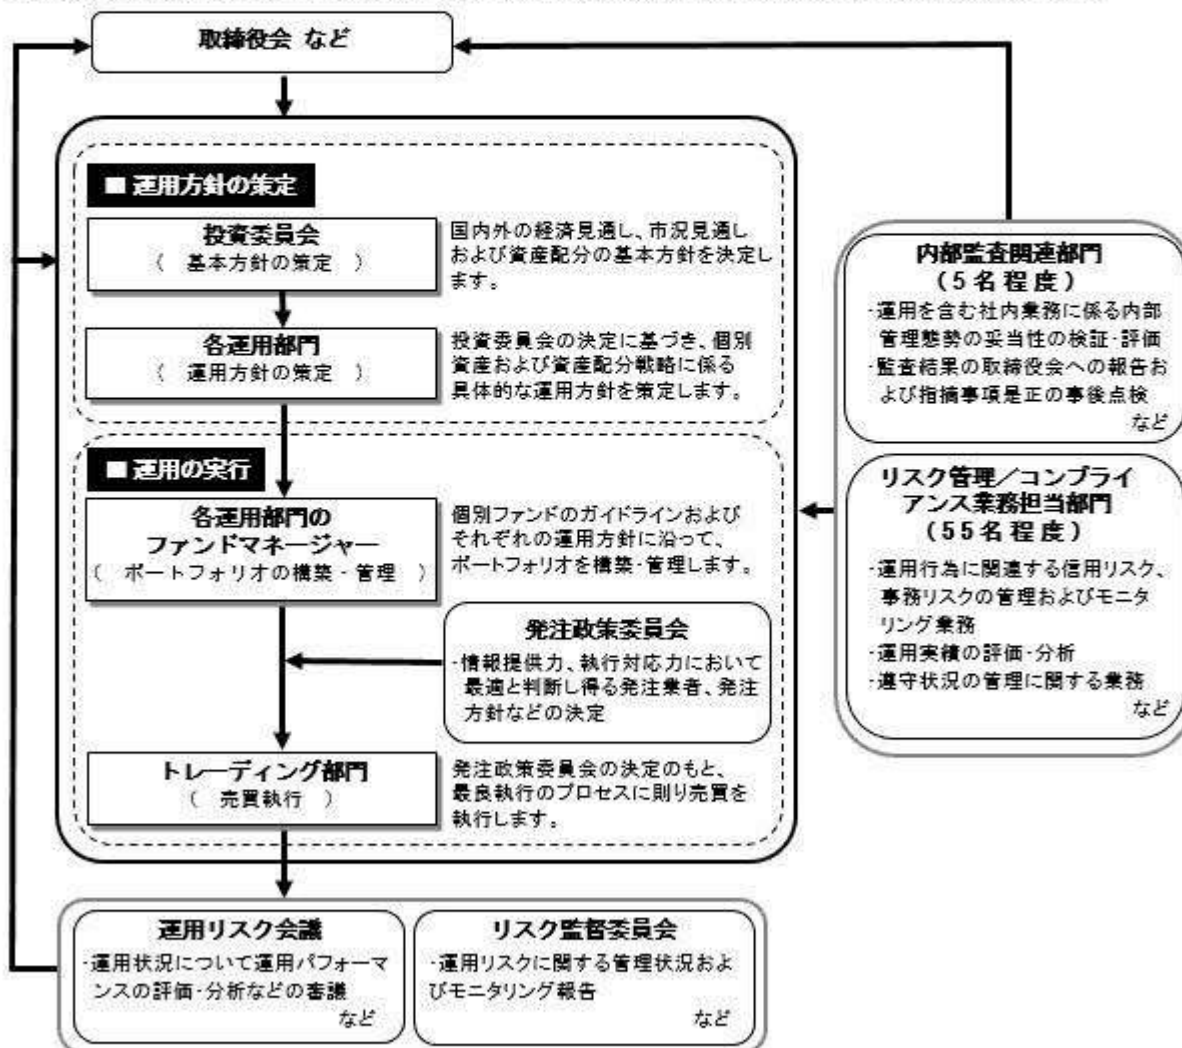 取締役会 など
■ 運用方針の策定
投資委員会
( 基本方針の策定 )
国内外の経済見通し、市況見通し
および資産配分の基本方針を決定し
ます。
各運用部門
( 運用方針の策定 )
投資委員会の決定に基づき、個別
資産および資産配分戦略に係る
具体的な運用方針を策定します。
■ 運用の実行
各運用部門の
ファンドマネージャー
( ポートフォリオの構築・管理 )
個別ファンドのガイドラインおよび
それぞれの運用方針に沿って、
ポートフォリオを構築・管理します。
発注政策委員会
・情報提供力、執行対応力において
最適と判断し得る発注業者、発注
方針などの決定
トレーディング部門
( 売買執行 )
発注政策委員会の決定のもと、
最良執行のプロセスに則り売買を
執行します。
内部監査関連部門
(5名程度)
・運用を含む社内業務に係る内部
管理態勢の妥当性の検証・評価
・監査結果の取締役会への報告お
よび指摘事項是正の事後点検
など
リスク管理/コンプライ
アンス業務担当部門
(55名程度)
・運用行為に関連する信用リスク、
事務リスクの管理およびモニタ
リング業務
・運用実績の評価・分析
・遵守状況の管理に関する業務
など
運用リスク会議
・運用状況について運用パフォーマ
ンスの評価・分析などの審議
など
リスク監督委員会
・運用リスクに関する管理状況およ
びモニタリング報告
など